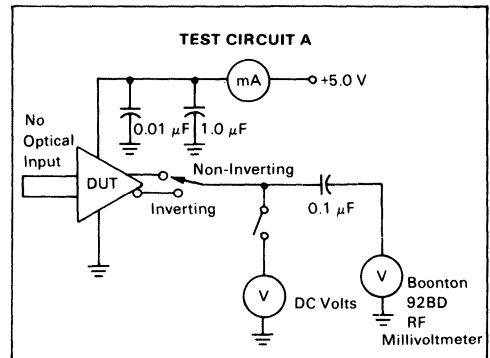 TEST CIRCUIT A
mA
+5.0 V
0.01 μF
1.0 μF
No
Optical
Input
DUT
Non-Inverting
Inverting
0.1 μF
V
DC Volts
V
Boonton
92BD
RF
Millivoltmeter